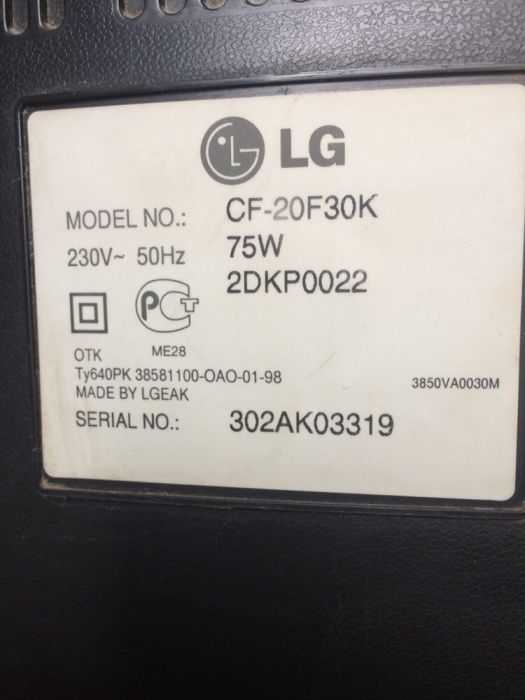 LG
MODEL NO.: CF-20F30K
230V~ 50Hz 75W
2DKP0022
РСТ
OTK ME28
Ty640PK 38581100-OAO-01-98
MADE BY LGEAK 3850VA0030M
SERIAL NO.: 302AK03319